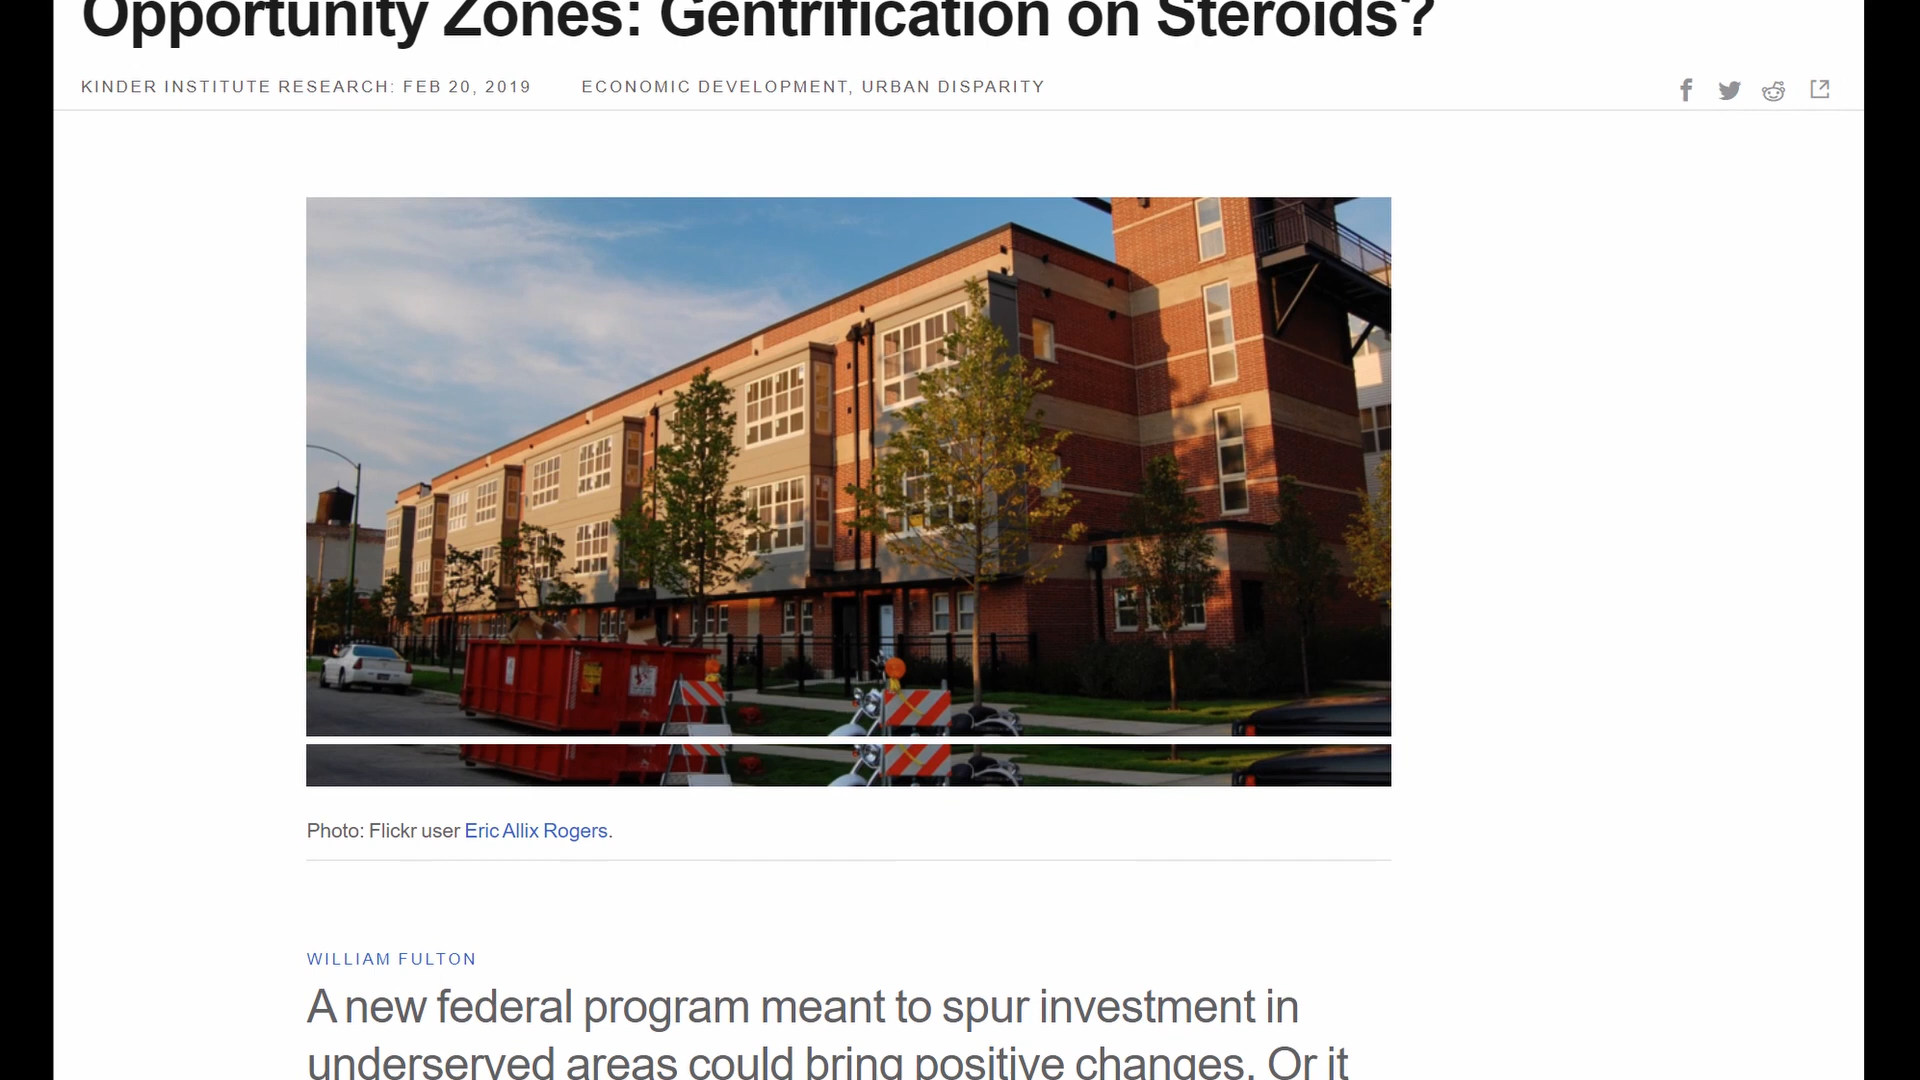 Opportunity Zones: Gentrification on Steroids?
KINDER INSTITUTE RESEARCH: FEB 20, 2019 ECONOMIC DEVELOPMENT, URBAN DISPARITY
Photo: Flickr user Eric Allix Rogers.
WILLIAM FULTON
A new federal program meant to spur investment in
underserved areas could bring positive changes. Or it